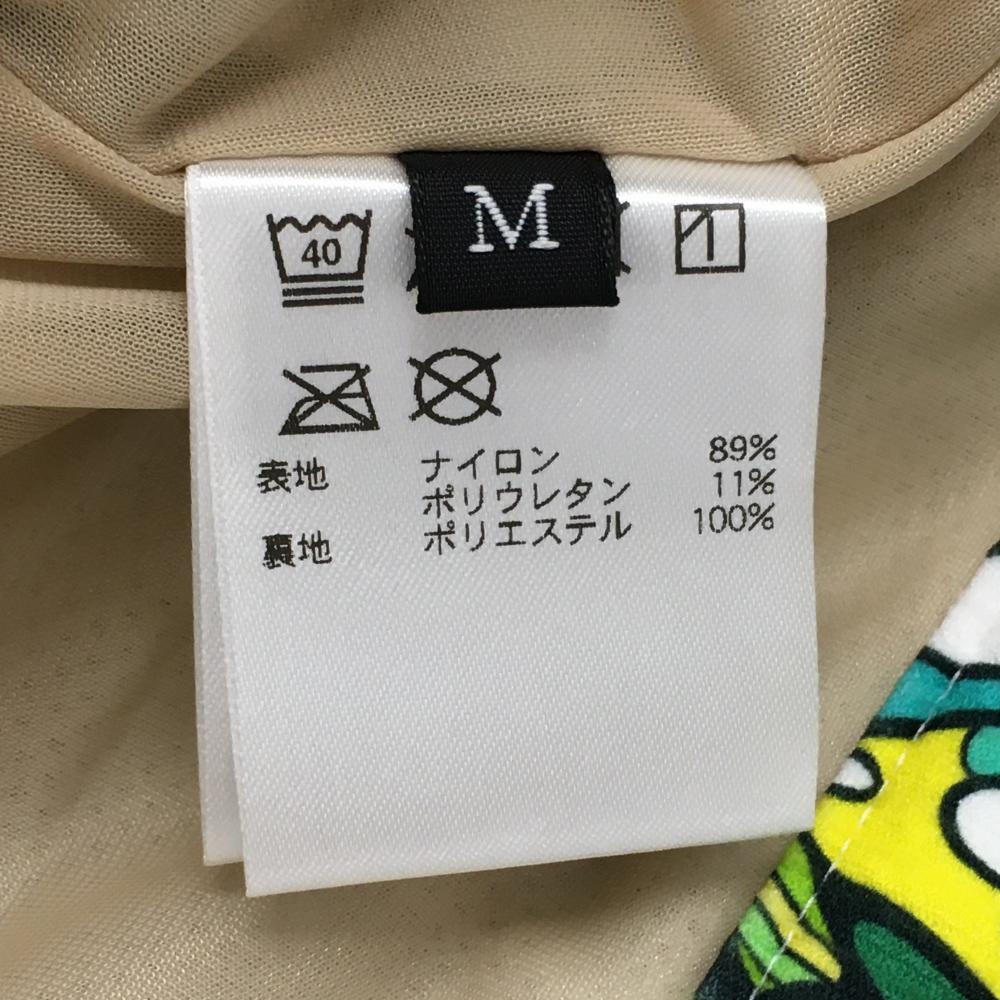 M
40
表地 ナイロン 89%
ポリウレタン 11%
裏地 ポリエステル 100%